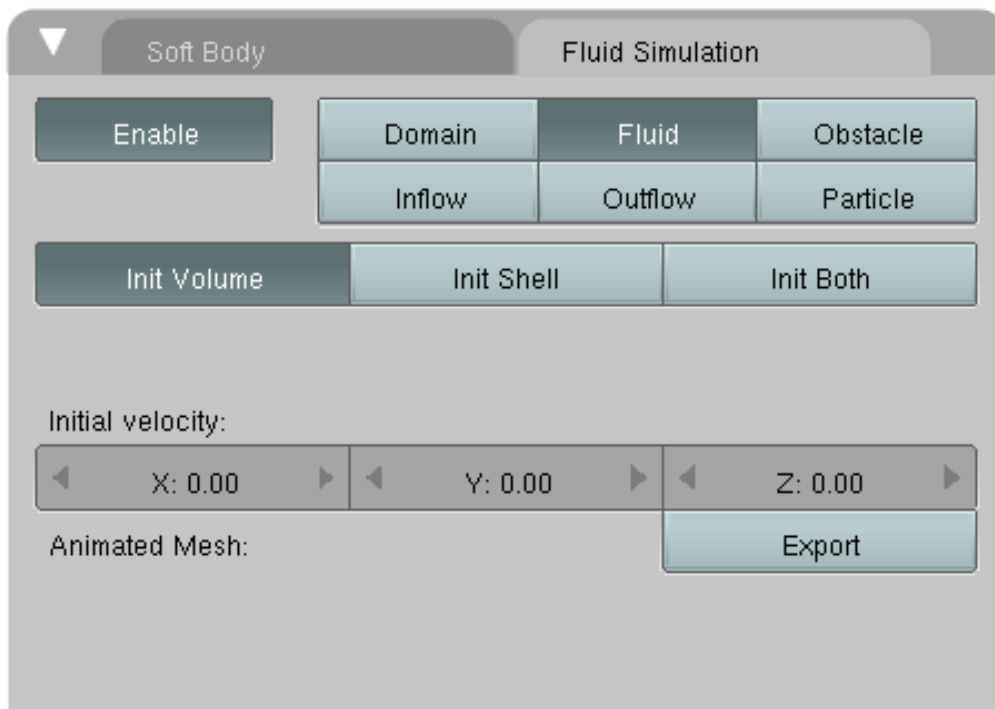 Soft Body Fluid Simulation
Enable Domain Fluid Obstacle
Inflow Outflow Particle
Init Volume Init Shell Init Both
Initial velocity:
X: 0.00 Y: 0.00 Z: 0.00
Animated Mesh: Export